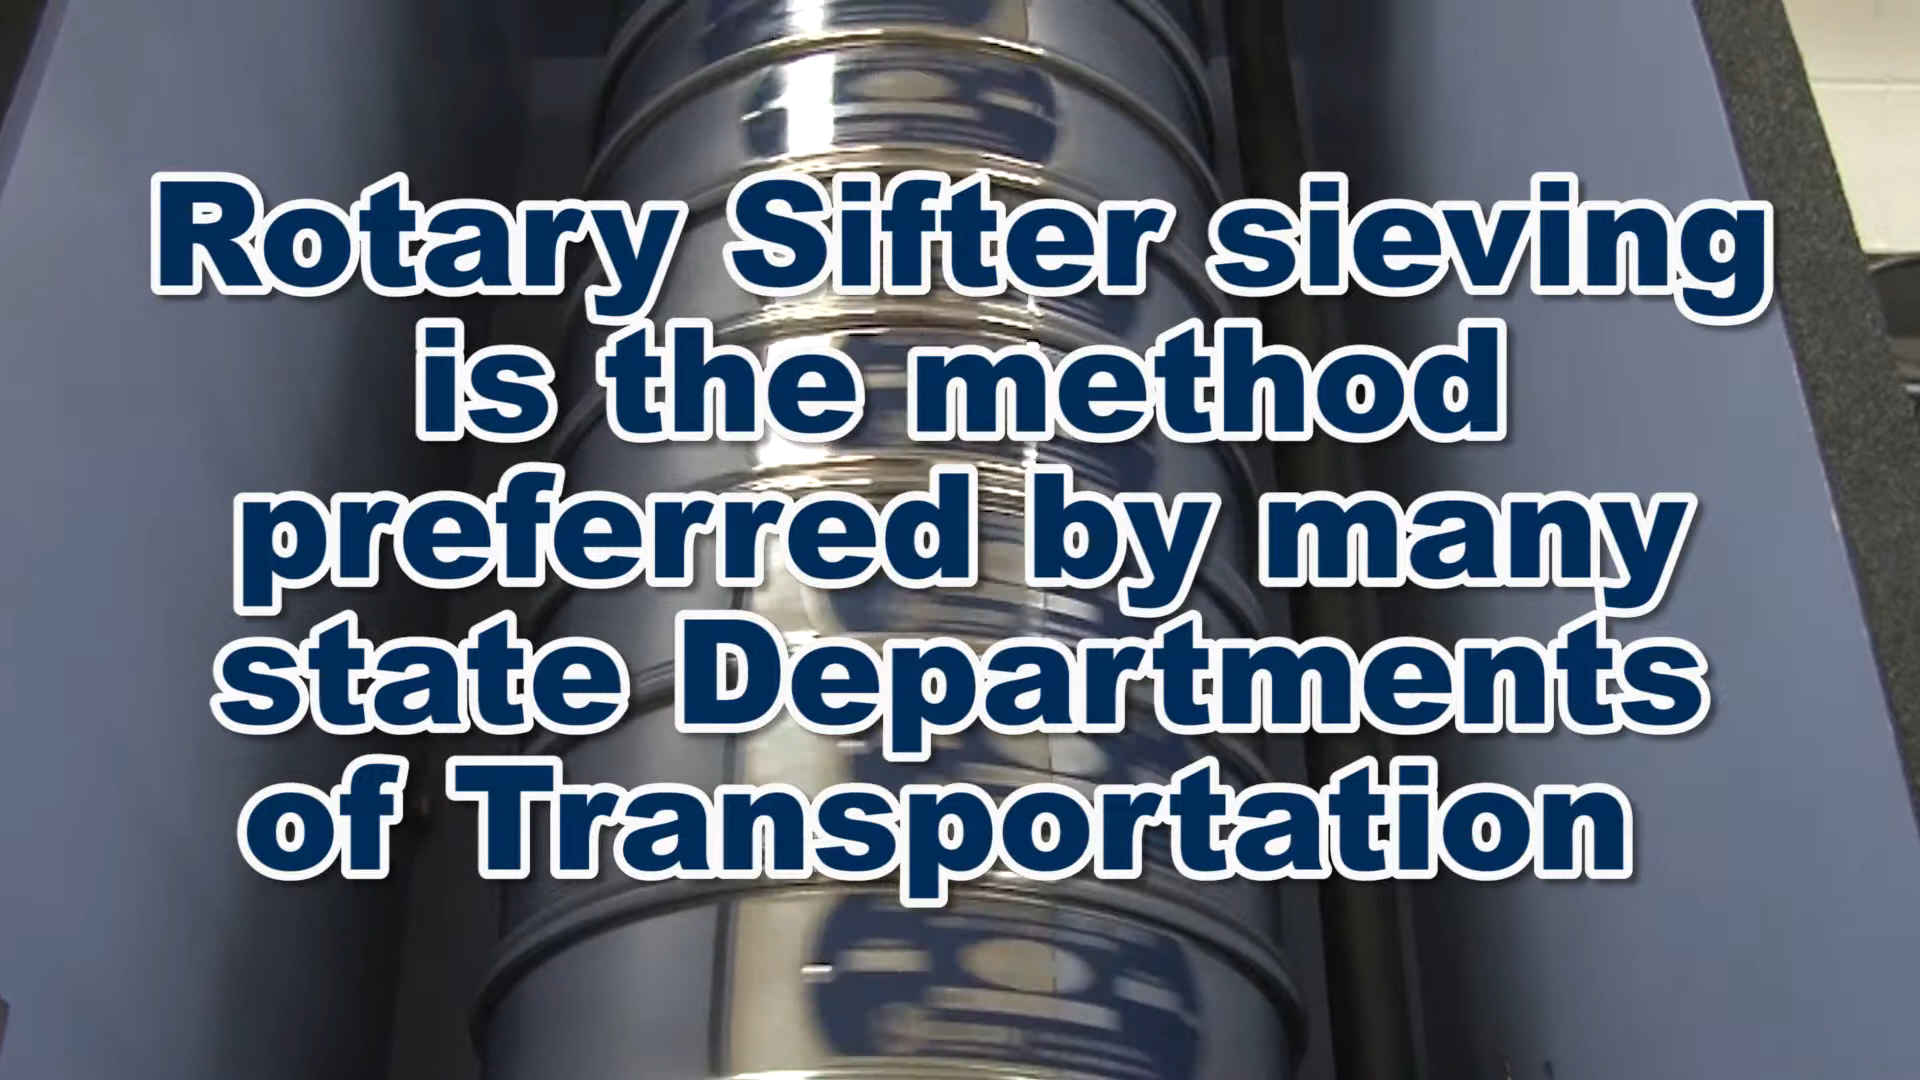 Rotary Sifter sieving
is the method
preferred by many
state Departments
of Transportation